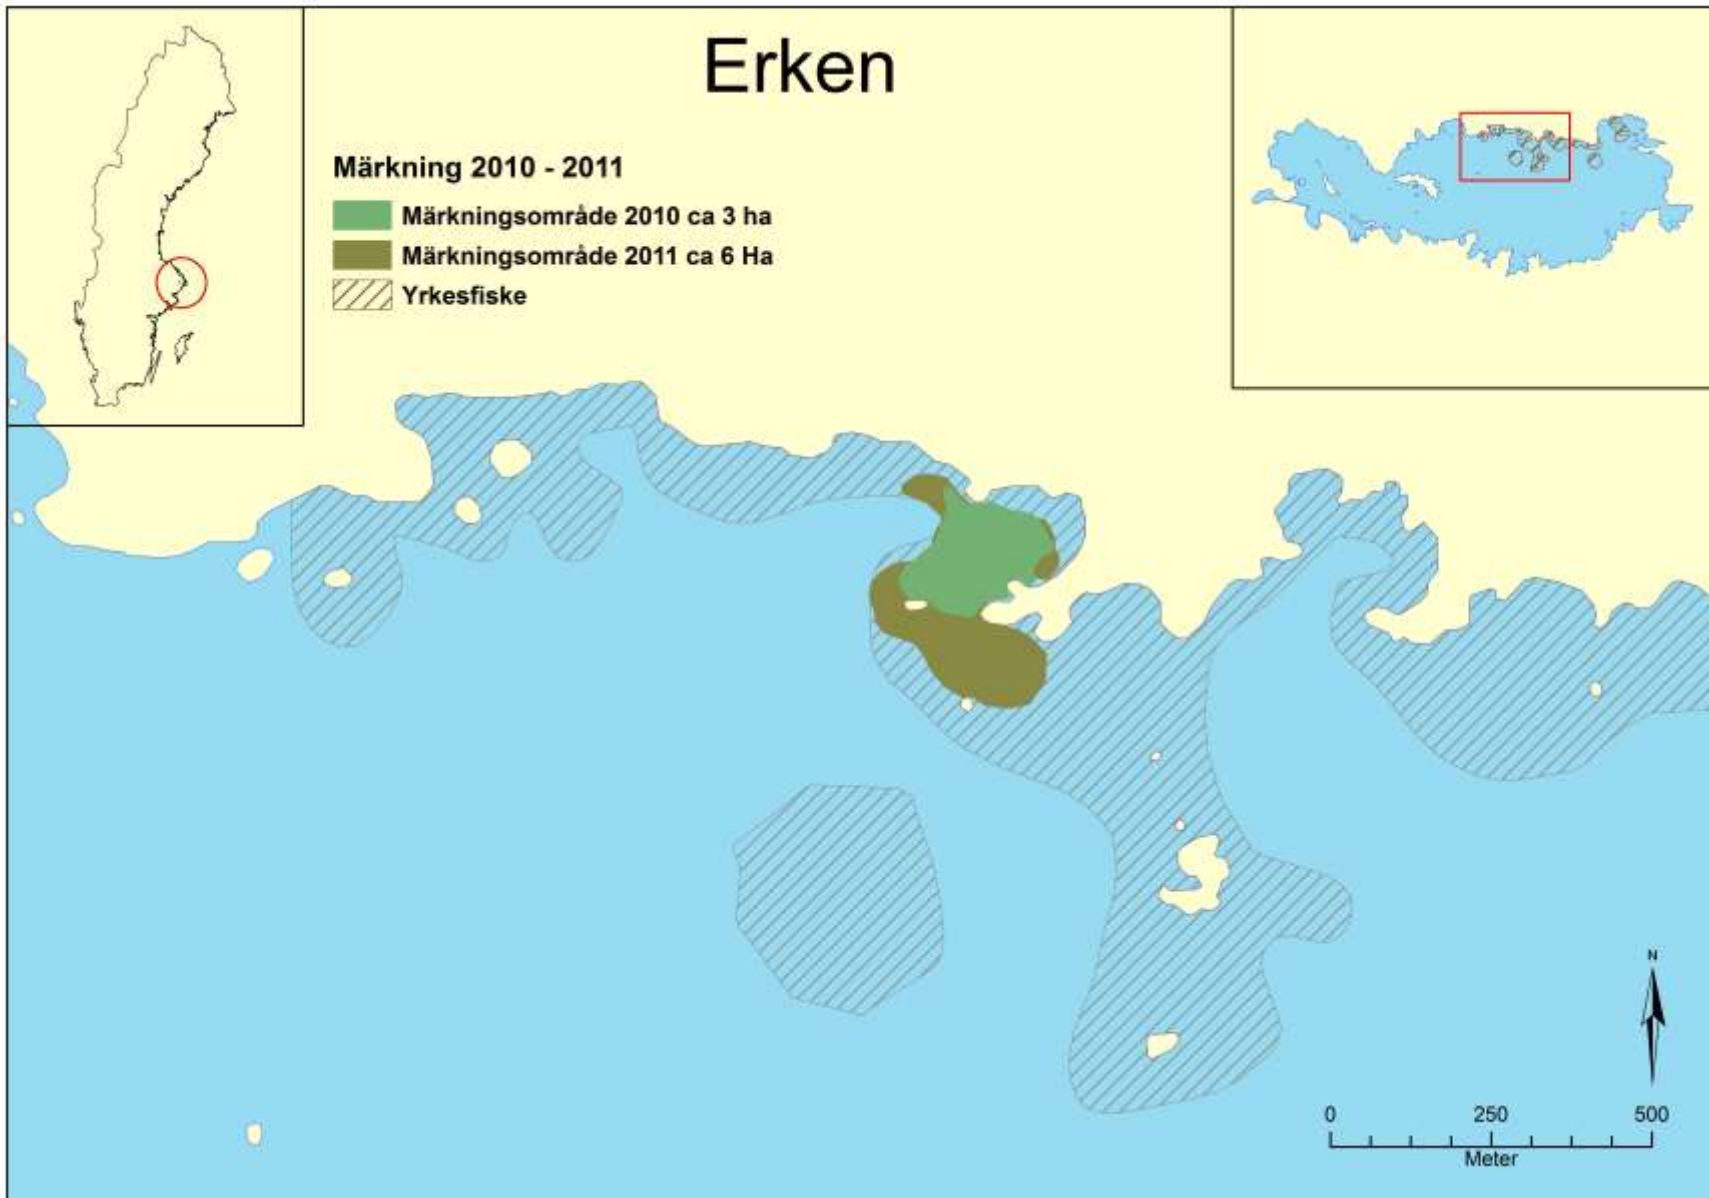 Erken
Märkning 2010 - 2011
Märkningsområde 2010 ca 3 ha
Märkningsområde 2011 ca 6 Ha
Yrkesfiske
N
0 250 500
Meter